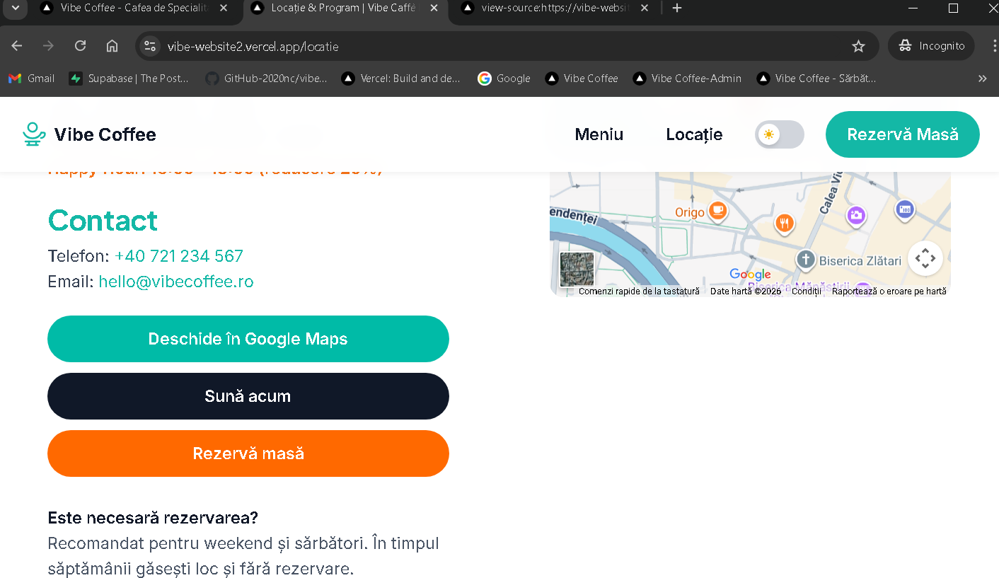 Vibe Coffee - Cafea de Specialit
Locație & Program | Vibe Caffè
view-source:https://vibe-websi
vibe-website2.vercel.app/locatie
Incognito
Gmail
Supabase | The Post...
GitHub-2020nc/vibe...
Vercel: Build and de...
Google
Vibe Coffee
Vibe Coffee-Admin
Vibe Coffee - Sărbăt...
Vibe Coffee
Meniu
Locație
Rezervă Masă
Contact
Telefon: +40 721 234 567
Email: hello@vibecoffee.ro
Deschide în Google Maps
Sună acum
Rezervă masă
Este necesară rezervarea?
Recomandat pentru weekend și sărbători. În timpul
săptămânii găsești loc și fără rezervare.
endenței
Origo
Calea Vic
100
Biserica Zlătari
Google
Biserica Mănăstirii
Comenzi rapide de la tastatură
Date hartă ©2026
Condiții
Raportează o eroare pe hartă